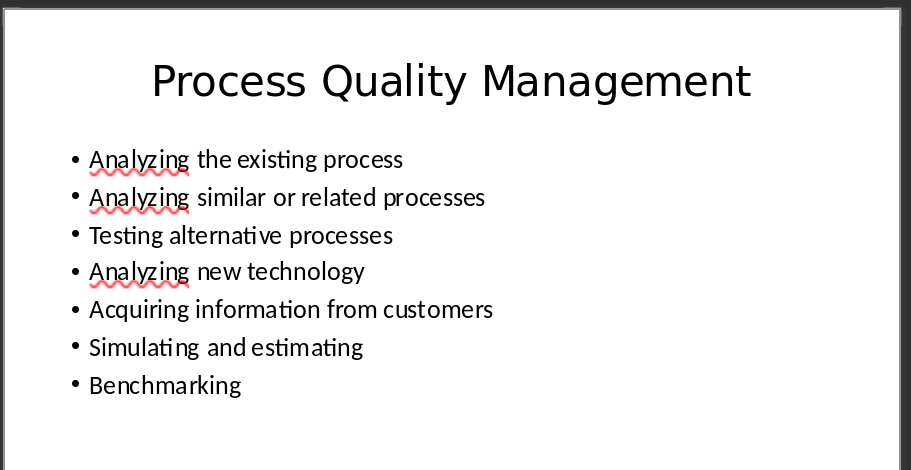 Process Quality Management
• Analyzing the existing process
• Analyzing similar or related processes
• Testing alternative processes
• Analyzing new technology
• Acquiring information from customers
• Simulating and estimating
• Benchmarking